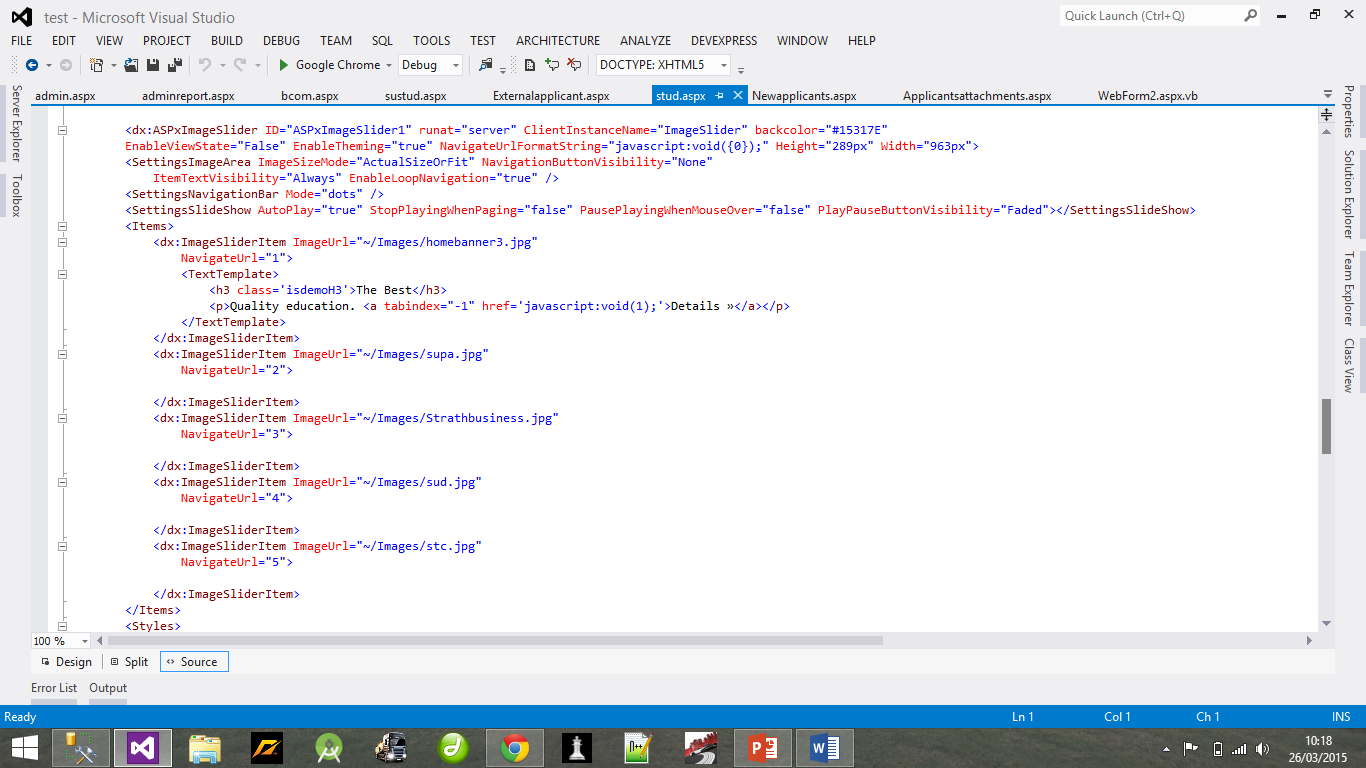 test - Microsoft Visual Studio
Quick Launch (Ctrl+Q)
FILE EDIT VIEW PROJECT BUILD DEBUG TEAM SQL TOOLS TEST ARCHITECTURE ANALYZE DEVEXPRESS WINDOW HELP
Google Chrome Debug DOCTYPE: XHTML5
admin.aspx adminreport.aspx bcom.aspx sustud.aspx Externalapplicant.aspx stud.aspx Newapplicants.aspx Applicantsattachments.aspx WebForm2.aspx.vb
Server Explorer
Toolbox
<dx:ASPxImageSlider ID="ASPxImageSlider1" runat="server" ClientInstanceName="ImageSlider" backcolor="#15317E"
EnableViewState="False" EnableTheming="true" NavigateUrlFormatString="javascript:void({0});" Height="289px" Width="963px">
<SettingsImageArea ImageSizeMode="ActualSizeOrFit" NavigationButtonVisibility="None"
ItemTextVisibility="Always" EnableLoopNavigation="true" />
<SettingsNavigationBar Mode="dots" />
<SettingsSlideShow AutoPlay="true" StopPlayingWhenPaging="false" PausePlayingWhenMouseOver="false" PlayPauseButtonVisibility="Faded"></SettingsSlideShow>
<Items>
<dx:ImageSliderItem ImageUrl="~/Images/homebanner3.jpg"
NavigateUrl="1">
<TextTemplate>
<h3 class='isdemoH3'>The Best</h3>
<p>Quality education. <a tabindex="-1" href='javascript:void(1);'>Details »</a></p>
</TextTemplate>
</dx:ImageSliderItem>
<dx:ImageSliderItem ImageUrl="~/Images/supa.jpg"
NavigateUrl="2">
</dx:ImageSliderItem>
<dx:ImageSliderItem ImageUrl="~/Images/Strathbusiness.jpg"
NavigateUrl="3">
</dx:ImageSliderItem>
<dx:ImageSliderItem ImageUrl="~/Images/sud.jpg"
NavigateUrl="4">
</dx:ImageSliderItem>
<dx:ImageSliderItem ImageUrl="~/Images/stc.jpg"
NavigateUrl="5">
</dx:ImageSliderItem>
</Items>
<Styles>
Properties
Solution Explorer
Team Explorer
Class View
100 %
Design Split Source
Error List Output
Ready Ln 1 Col 1 Ch 1 INS
10:18
26/03/2015